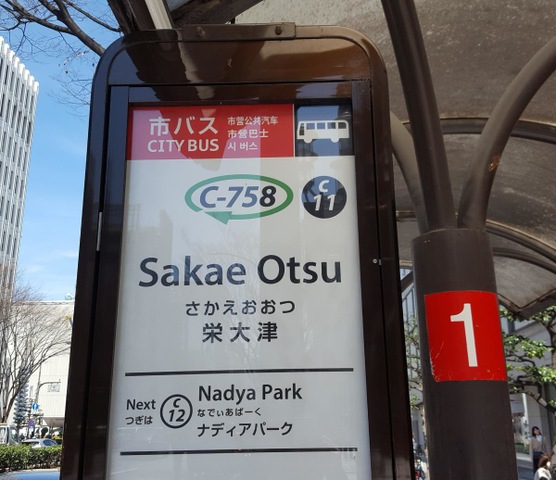 市バス
CITY BUS
市营公共汽车
市營巴士
시 버스
C-758
C
11
Sakae Otsu
さかえおおつ
栄大津
Next
つぎは
C
12
Nadya Park
なでぃあぱーく
ナディアパーク
1